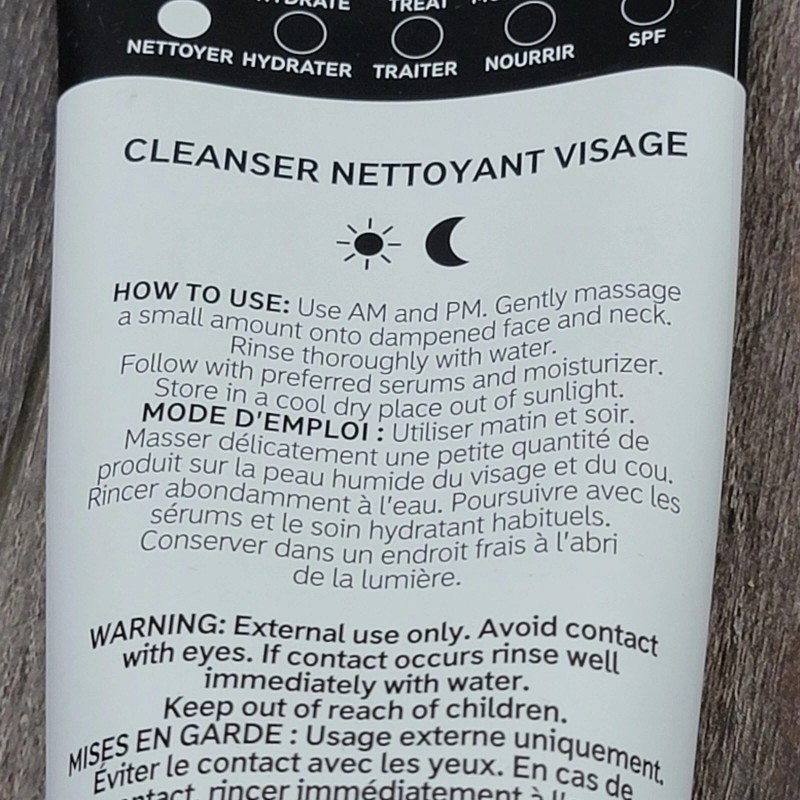 HYDRATE TREAT
NETTOYER HYDRATER TRAITER NOURRIR SPF
CLEANSER NETTOYANT VISAGE
HOW TO USE: Use AM and PM. Gently massage
a small amount onto dampened face and neck.
Rinse thoroughly with water.
Follow with preferred serums and moisturizer.
Store in a cool dry place out of sunlight.
MODE D'EMPLOI : Utiliser matin et soir.
Masser délicatement une petite quantité de
produit sur la peau humide du visage et du cou.
Rincer abondamment à l'eau. Poursuivre avec les
sérums et le soin hydratant habituels.
Conserver dans un endroit frais à l'abri
de la lumière.
WARNING: External use only. Avoid contact
with eyes. If contact occurs rinse well
immediately with water.
Keep out of reach of children.
MISES EN GARDE : Usage externe uniquement.
Éviter le contact avec les yeux. En cas de
contact, rincer immédiatement à